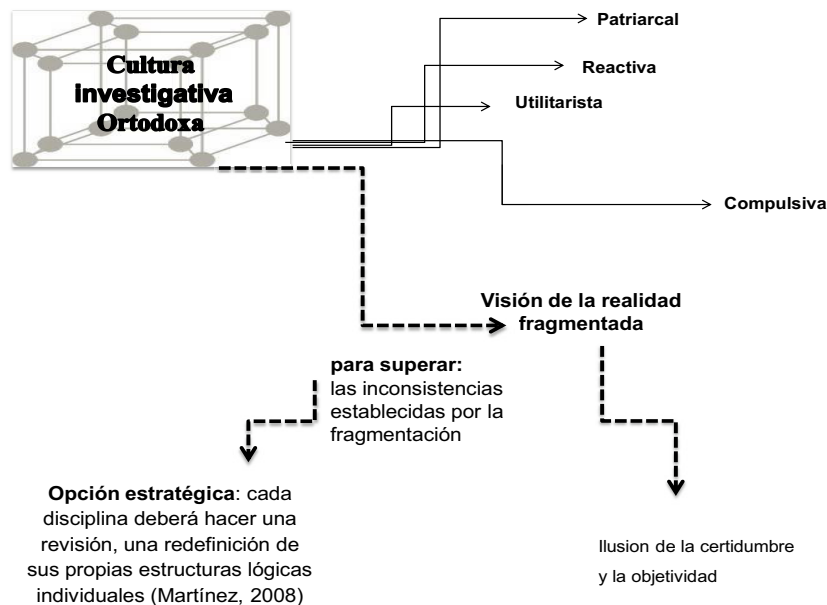 Cultura
investigativa
Ortodoxa
Patriarcal
Reactiva
Utilitarista
Compulsiva
Visión de la realidad
fragmentada
para superar:
las inconsistencias
establecidas por la
fragmentación
Opción estratégica: cada
disciplina deberá hacer una
revisión, una redefinición de
sus propias estructuras lógicas
individuales (Martínez, 2008)
Ilusion de la certidumbre
y la objetividad